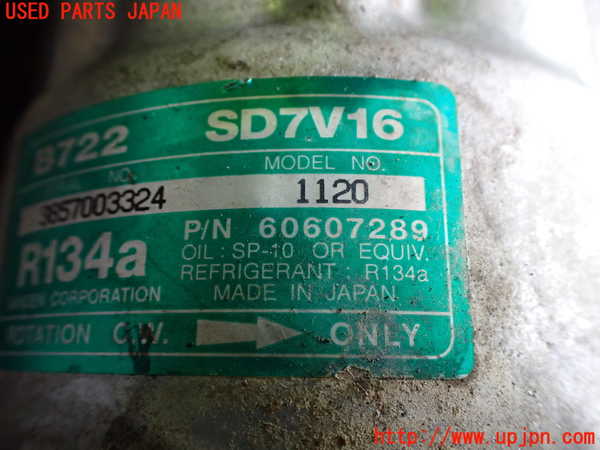 USED PARTS JAPAN
8722 SD7V16
NO. MODEL NO.
3857003324 1120
P/N 60607289
R134a OIL : SP-10 OR EQUIV.
REFRIGERANT : R134a
CORPORATION MADE IN JAPAN
ROTATION C.W. ONLY
http://www.upjpn.com/